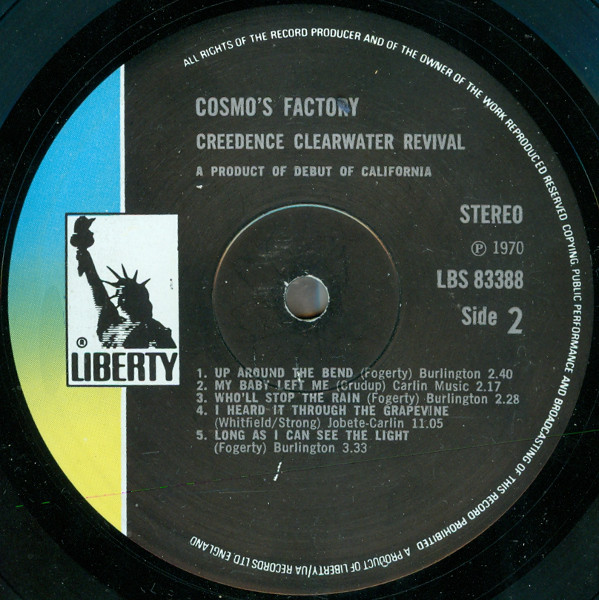 ALL RIGHTS OF THE RECORD PRODUCER AND OF THE OWNER OF THE WORK REPRODUCED RESERVED COPYING PUBLIC PERFORMANCE AND BROADCASTING OF THIS RECORD PROHIBITED A PRODUCT OF LIBERTY/UA RECORDS LTD ENGLAND
COSMO'S FACTORY
CREEDENCE CLEARWATER REVIVAL
A PRODUCT OF DEBUT OF CALIFORNIA
STEREO
℗ 1970
LBS 83388
Side 2
®
LIBERTY
1. UP AROUND THE BEND (Fogerty) Burlington 2.40
2. MY BABY LEFT ME (Crudup) Carlin Music 2.17
3. WHO'LL STOP THE RAIN (Fogerty) Burlington 2.28
4. I HEARD IT THROUGH THE GRAPEVINE
(Whitfield/Strong) Jobete-Carlin 11.05
5. LONG AS I CAN SEE THE LIGHT
(Fogerty) Burlington 3.33